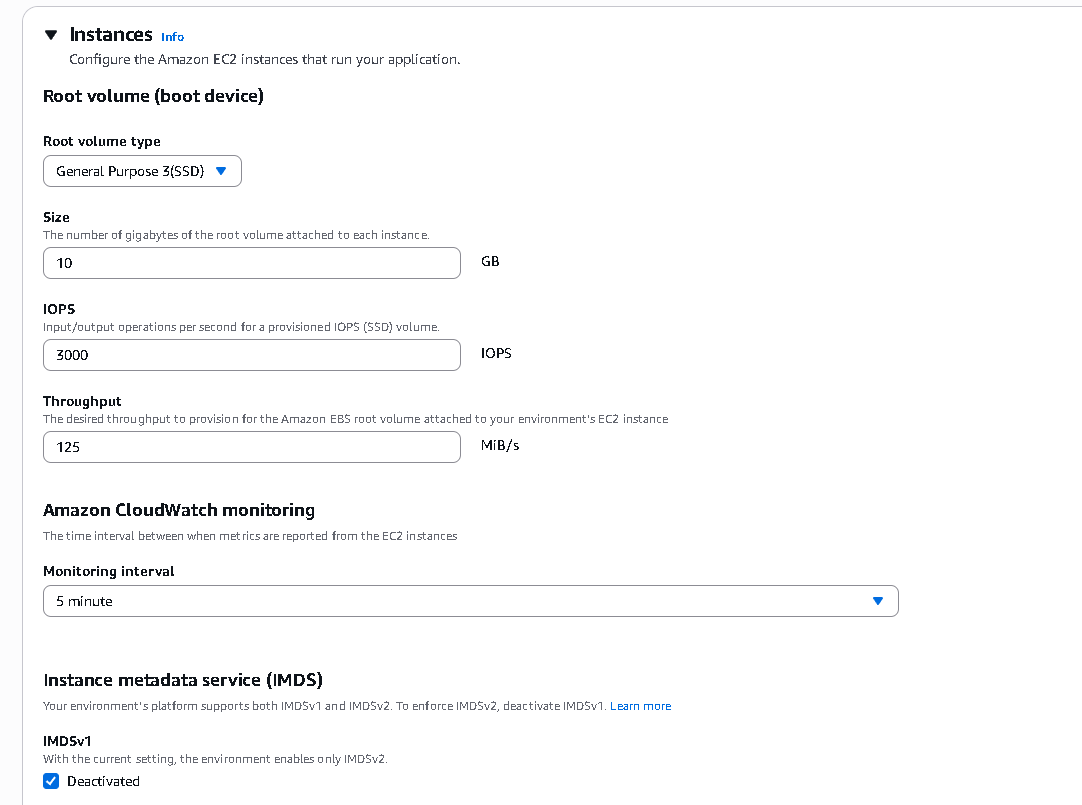 Instances Info
Configure the Amazon EC2 instances that run your application.
Root volume (boot device)
Root volume type
General Purpose 3(SSD)
Size
The number of gigabytes of the root volume attached to each instance.
10 GB
IOPS
Input/output operations per second for a provisioned IOPS (SSD) volume.
3000 IOPS
Throughput
The desired throughput to provision for the Amazon EBS root volume attached to your environment's EC2 instance
125 MiB/s
Amazon CloudWatch monitoring
The time interval between when metrics are reported from the EC2 instances
Monitoring interval
5 minute
Instance metadata service (IMDS)
Your environment's platform supports both IMDSv1 and IMDSv2. To enforce IMDSv2, deactivate IMDSv1. Learn more
IMDSv1
With the current setting, the environment enables only IMDSv2.
Deactivated